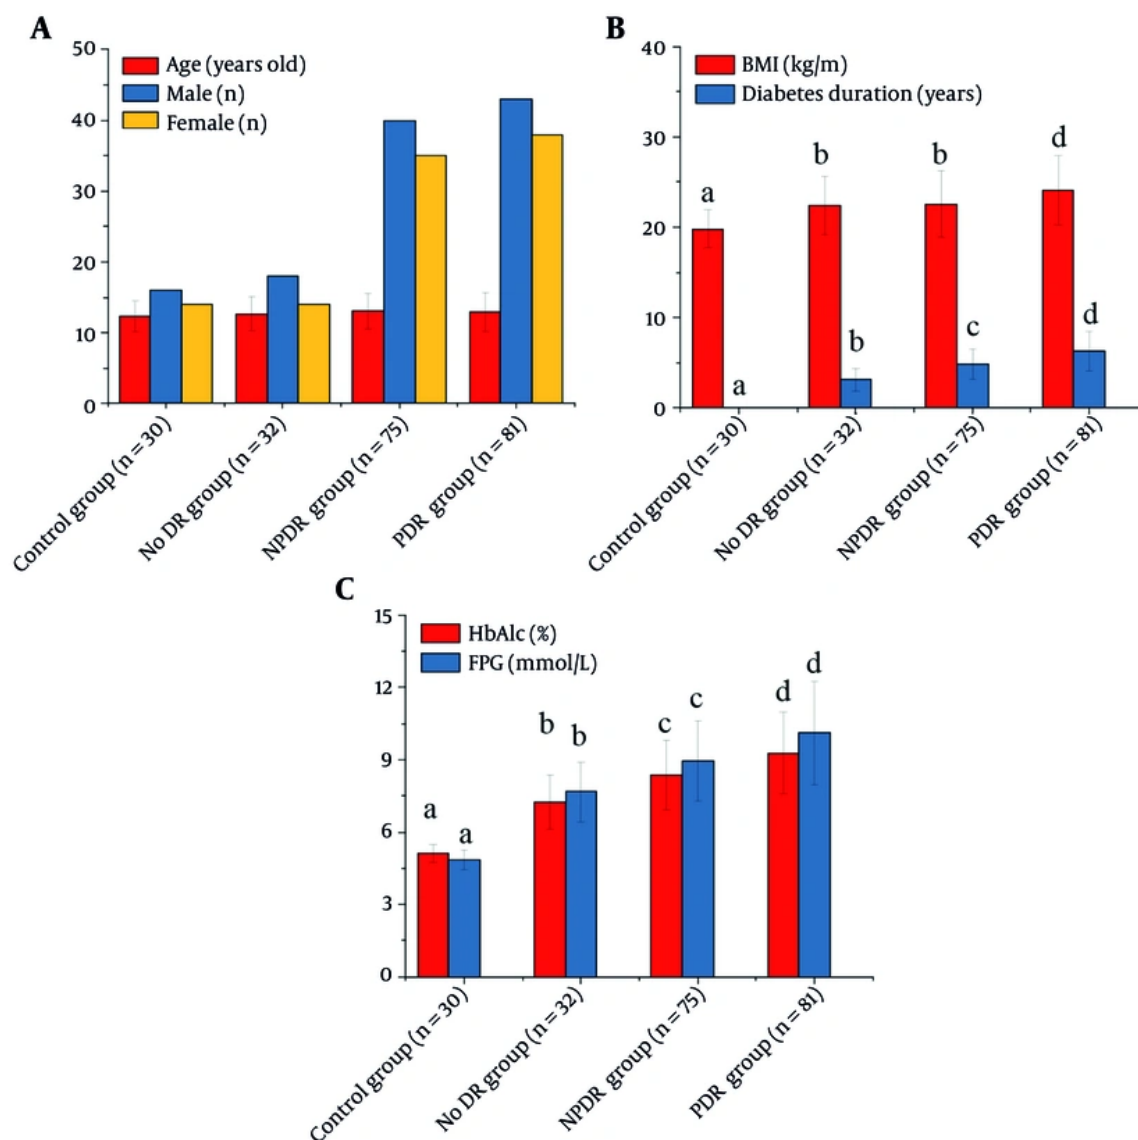 A
50
40
30
20
10
0
Age (years old)
Male (n)
Female (n)
Control group (n = 30)
No DR group (n = 32)
NPDR group (n = 75)
PDR group (n = 81)
B
40
30
20
10
0
BMI (kg/m)
Diabetes duration (years)
a
a
b
b
b
c
d
d
Control group (n = 30)
No DR group (n = 32)
NPDR group (n = 75)
PDR group (n = 81)
C
15
12
9
6
3
0
HbAlc (%)
FPG (mmol/L)
a
a
b
b
c
c
d
d
Control group (n = 30)
No DR group (n = 32)
NPDR group (n = 75)
PDR group (n = 81)